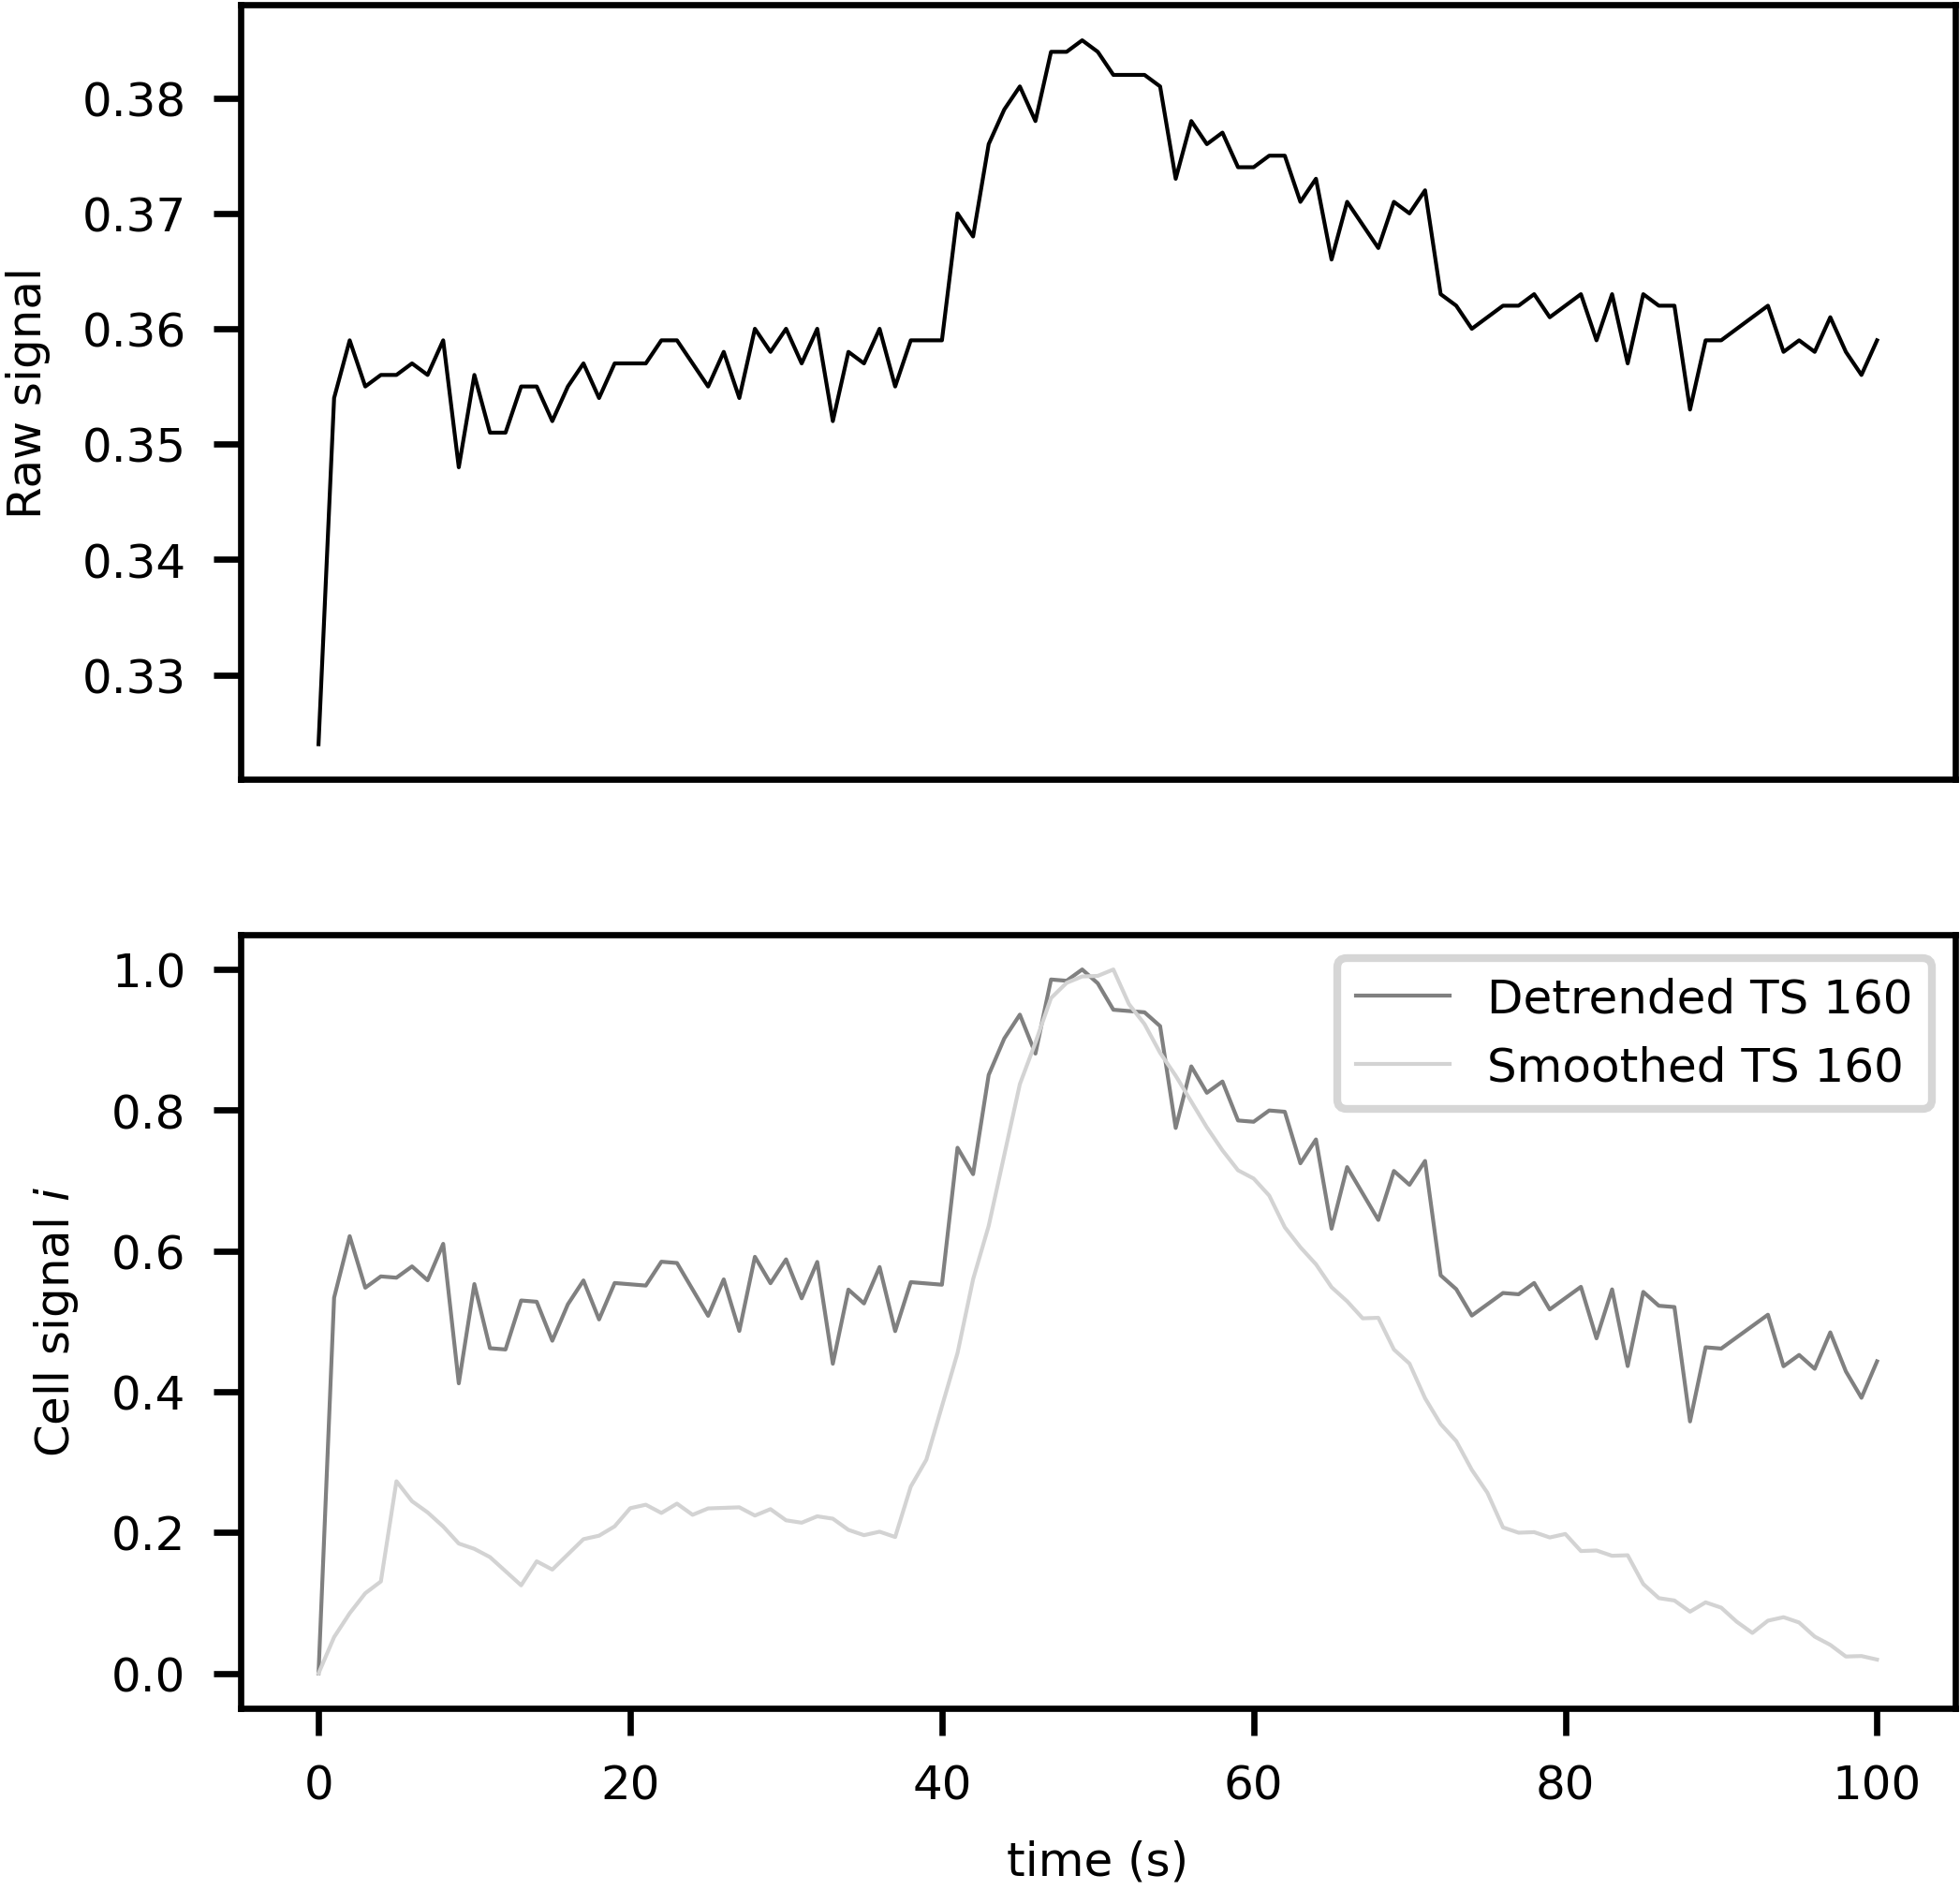 Raw signal
0.38
0.37
0.36
0.35
0.34
0.33
Cell signal i
1.0
0.8
0.6
0.4
0.2
0.0
Detrended TS 160
Smoothed TS 160
0 20 40 60 80 100
time (s)